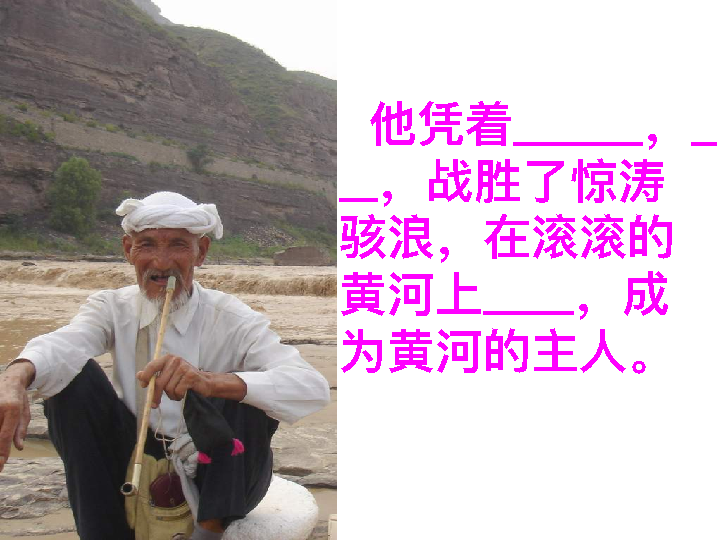 他凭着______，_
__，战胜了惊涛
骇浪，在滚滚的
黄河上____，成
为黄河的主人。